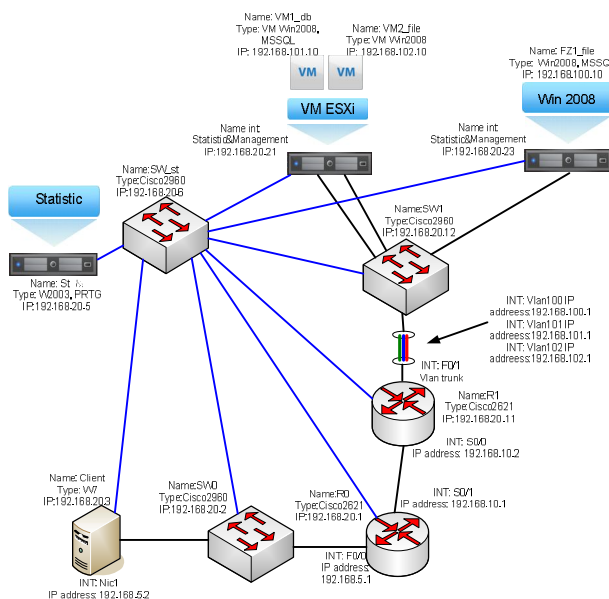 Name: VM1_db
Type: VM Win2008,
MSSQL
IP: 192.168.101.10
Name: VM2_file
Type: VM Win2008
IP: 192.168.102.10
Name: FZ1_file
Type: Win2008, MSSQ
IP: 192.168.100.10
VM
VM
VM ESXi
Win 2008
Name int:
Statistic&Management
IP:192.168.20.21
Name int:
Statistic&Management
IP:192.168.20.23
Name:SW_st
Type:Cisco2960
IP:192.168.20.6
Statistic
Name:SW1
Type:Cisco2960
IP:192.168.20.12
Name:
Type: W2003, PRTG
IP:192.168.20.5
INT: Vlan100 IP
address:192.168.100.1
INT: Vlan101 IP
address:192.168.101.1
INT: Vlan102 IP
address:192.168.102.1
INT: F0/1
Vlan trunk
Name:R1
Type:Cisco2621
IP:192.168.20.11
INT: S0/0
IP address: 192.168.10.2
Name: Client
Type: W7
IP:192.168.20.3
Name:SW0
Type:Cisco2960
IP:192.168.20.2
Name:R0
Type:Cisco2621
IP:192.168.20.1
INT: S0/1
IP address: 192.168.10.1
INT: F0/0
IP address:
192.168.5.1
INT: Nic1
IP address: 192.168.5.2